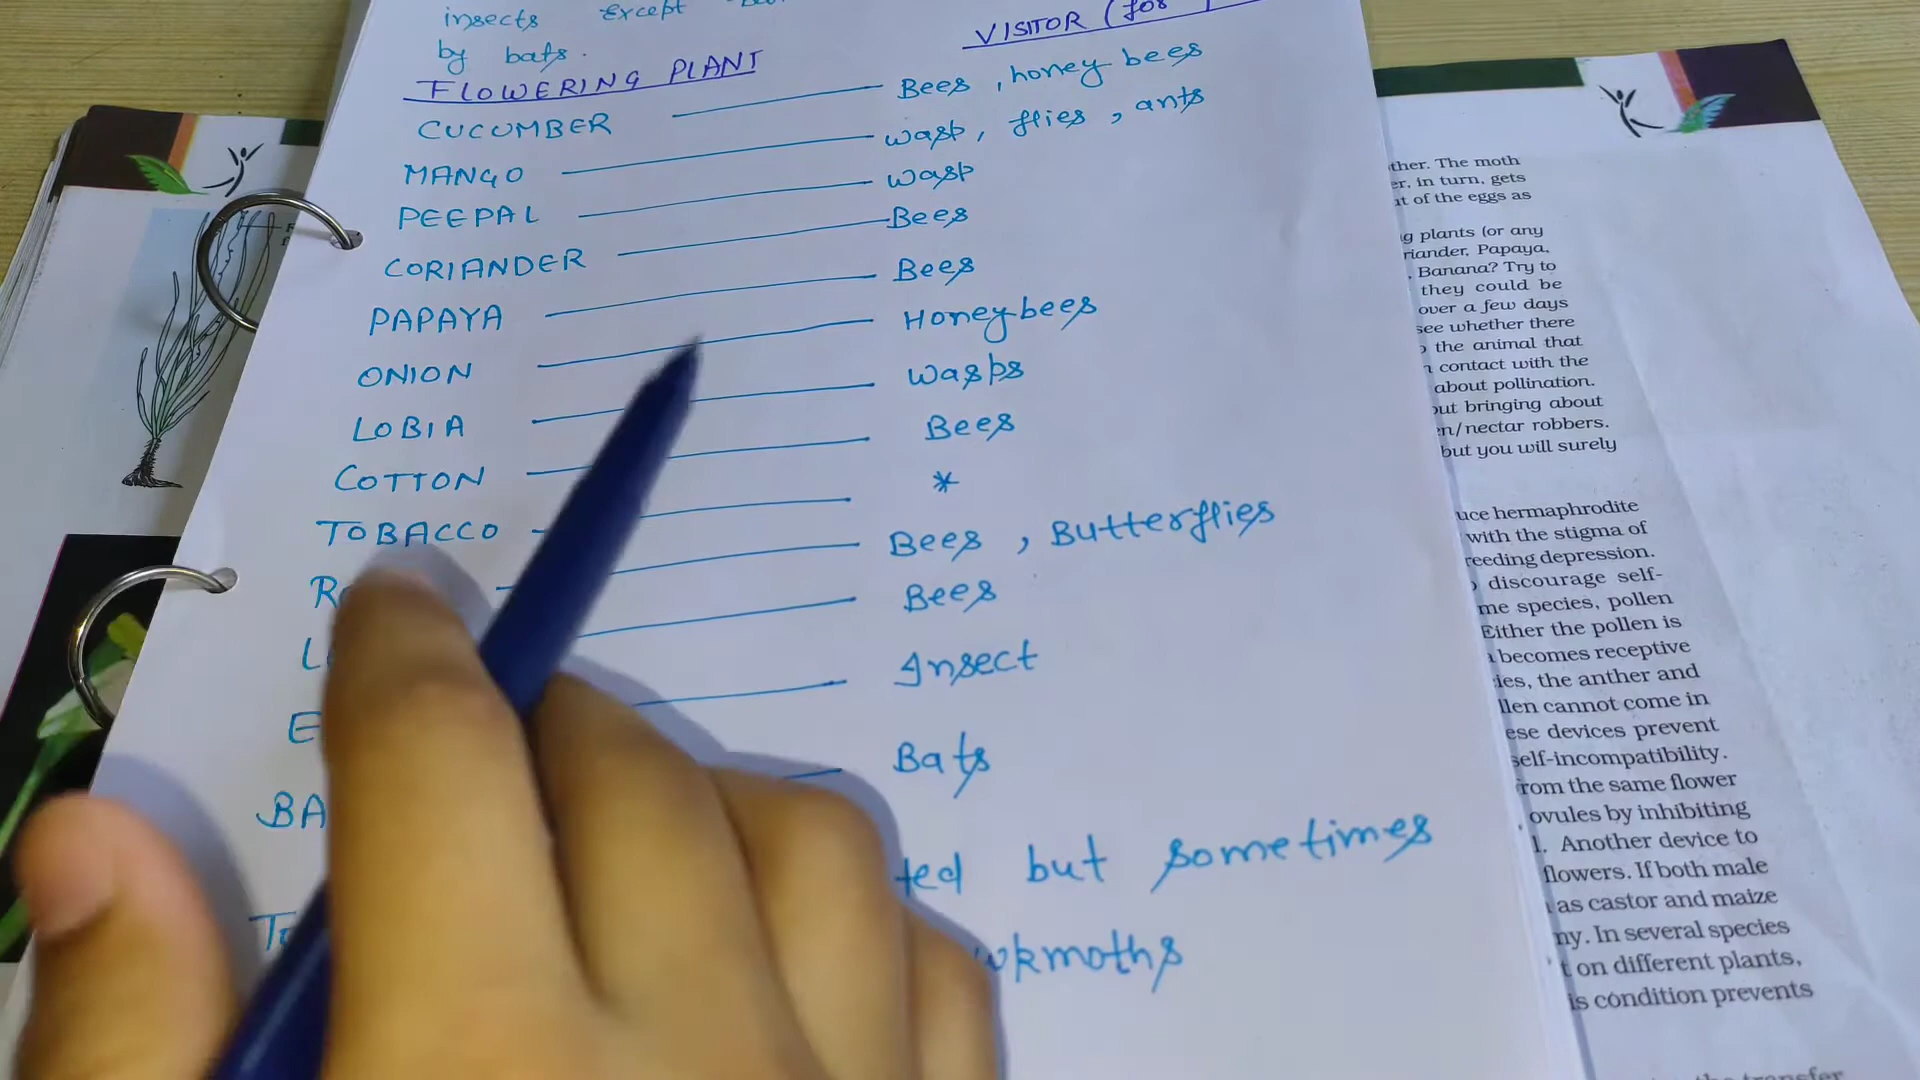 insects except
by bats.
FLOWERING PLANT VISITOR (for
CUCUMBER Bees, honey bees
MANGO wasp, flies, ants
PEEPAL wasp
CORIANDER Bees
PAPAYA Bees
ONION Honeybees
LOBIA Wasps
COTTON Bees
TOBACCO *
Bees, Butterflies
Bees
Insect
Bats
but sometimes
ther. The moth
er, in turn, gets
at of the eggs as
g plants (or any
riander, Papaya,
, Banana? Try to
they could be
over a few days
see whether there
the animal that
contact with the
about pollination.
out bringing about
en/nectar robbers.
but you will surely
uce hermaphrodite
with the stigma of
reeding depression.
discourage self-
me species, pollen
Either the pollen is
becomes receptive
ies, the anther and
llen cannot come in
ese devices prevent
self-incompatibility.
rom the same flower
ovules by inhibiting
l. Another device to
flowers. If both male
as castor and maize
ny. In several species
t on different plants,
is condition prevents